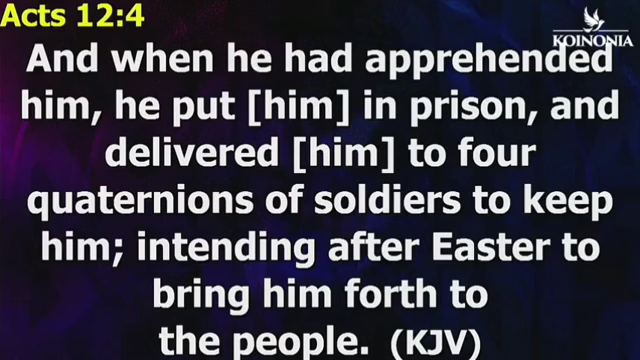 Acts 12:4
KOINONIA
And when he had apprehended
him, he put [him] in prison, and
delivered [him] to four
quaternions of soldiers to keep
him; intending after Easter to
bring him forth to
the people. (KJV)